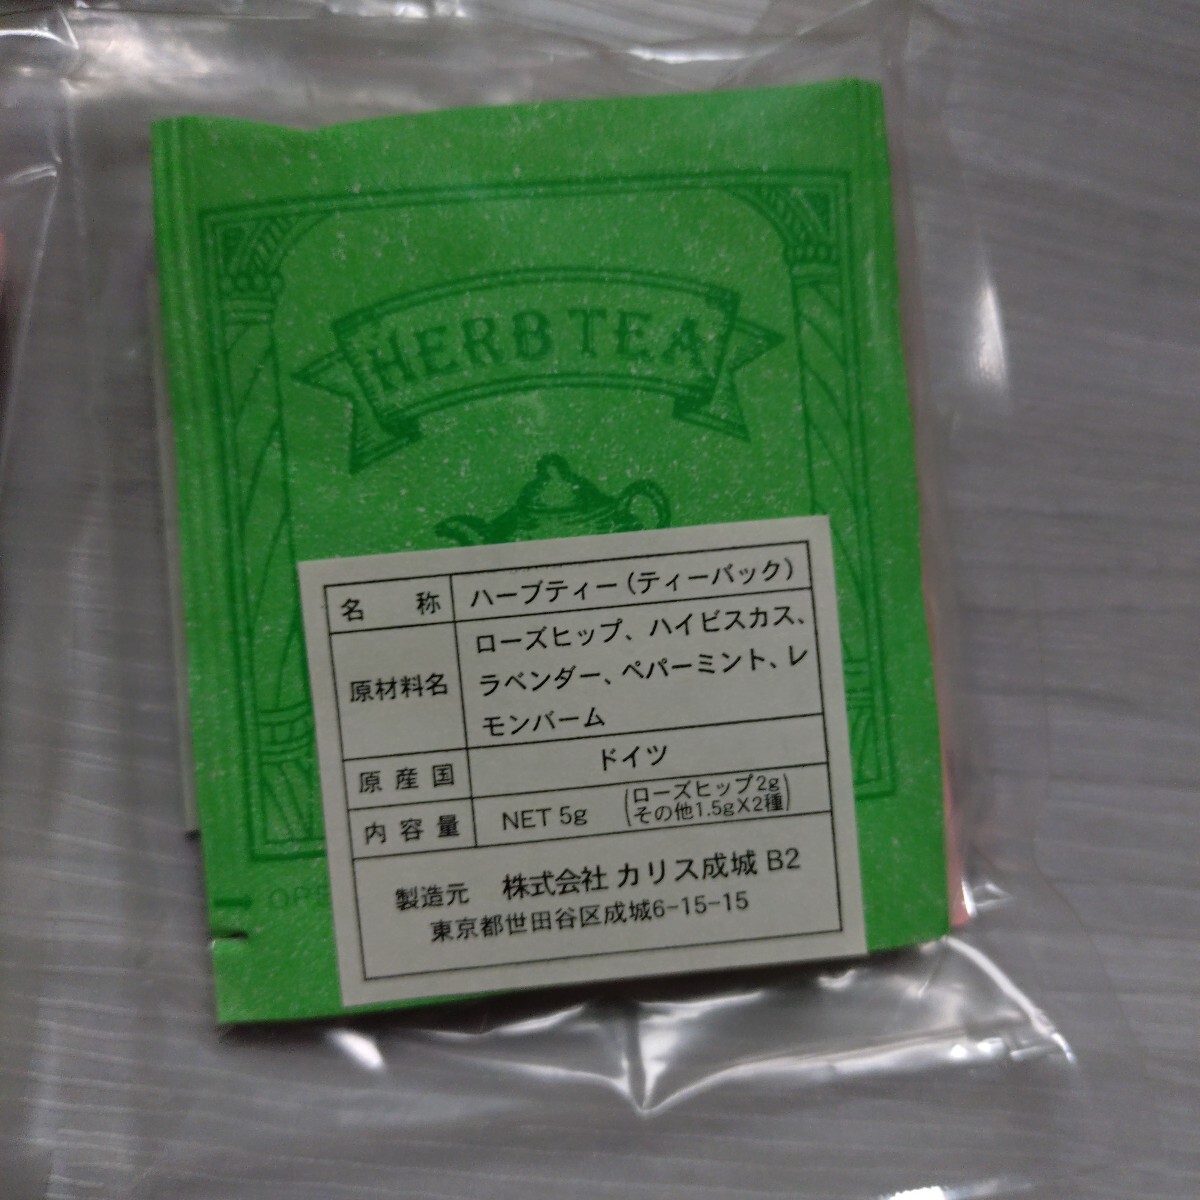 HERB TEA
名 称 ハーブティー(ティーバック)
原材料名 ローズヒップ、ハイビスカス、
ラベンダー、ペパーミント、レ
モンバーム
原産国 ドイツ
内容量 NET 5g (ローズヒップ2g
その他1.5gX2種)
OPE
製造元 株式会社 カリス成城 B2
東京都世田谷区成城6-15-15